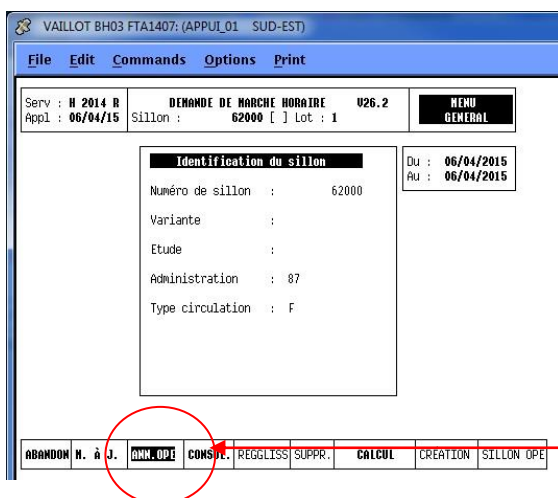 VAILLOT BH03 FTA1407: (APPUI_01 SUD-EST)
File Edit Commands Options Print
Serv : H 2014 R DEMANDE DE MARCHE HORAIRE V26.2 MENU
Appl : 06/04/15 Sillon : 62000 [ ] Lot : 1 GENERAL
Identification du sillon
Du : 06/04/2015
Au : 06/04/2015
Numéro de sillon : 62000
Variante :
Etude :
Administration : 87
Type circulation : F
ABANDON M. à J. ANN.OPE CONSUL. REGGLISS SUPPR. CALCUL CREATION SILLON OPE